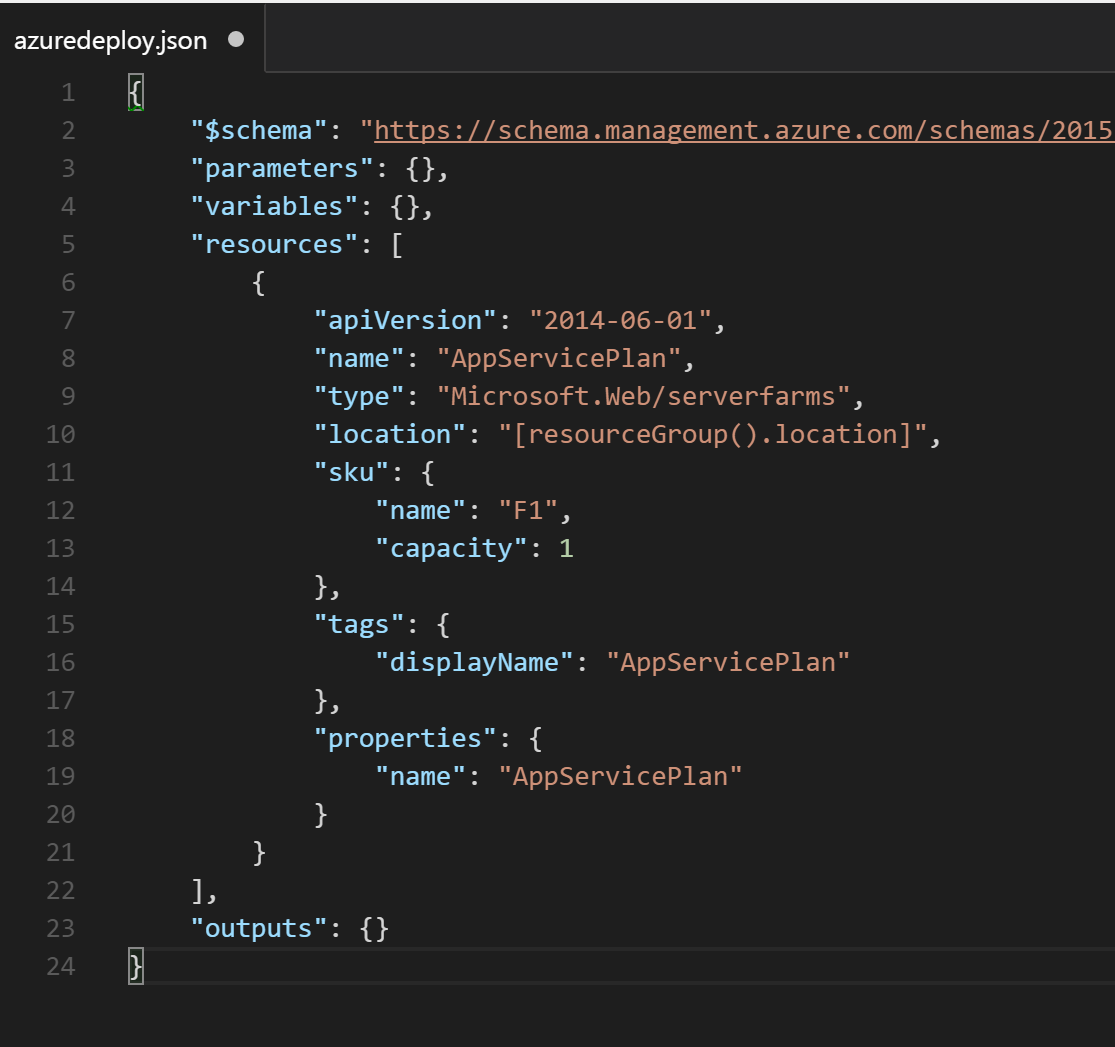 azuredeploy.json
1 {
2     "$schema": "https://schema.management.azure.com/schemas/2015
3     "parameters": {},
4     "variables": {},
5     "resources": [
6         {
7             "apiVersion": "2014-06-01",
8             "name": "AppServicePlan",
9             "type": "Microsoft.Web/serverfarms",
10             "location": "[resourceGroup().location]",
11             "sku": {
12                 "name": "F1",
13                 "capacity": 1
14             },
15             "tags": {
16                 "displayName": "AppServicePlan"
17             },
18             "properties": {
19                 "name": "AppServicePlan"
20             }
21         }
22     ],
23     "outputs": {}
24 }